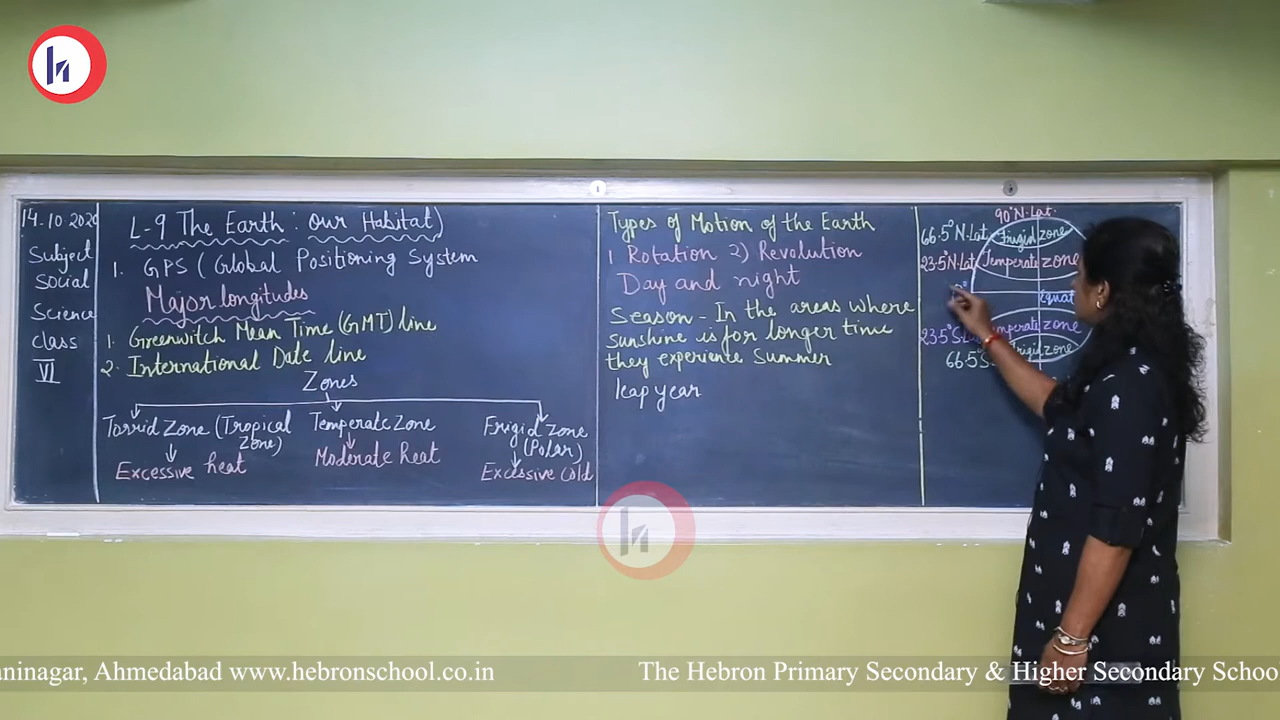 14.10.2020
Subject
Social
Science
class
VI
L-9 The Earth : our Habitat)
1. GPS ( Global Positioning System
Major longitudes
1. Greenwitch Mean Time (GMT) line
2. International Date line
Zones
Torrid Zone (Tropical Zone)
Excessive heat
Temperate Zone
Moderate heat
Frigid Zone (Polar)
Excessive cold
Types of Motion of the Earth
1 Rotation 2) Revolution
Day and night
Season - In the areas where
sunshine is for longer time
they experience Summer
leap year
90° N. Lat.
66.5° N. Lat.
Frigid zone
23.5° N. Lat
Temperate zone
equat
23.5° S.
Temperate zone
66.5° S.
Frigid zone
aninagar, Ahmedabad www.hebronschool.co.in
The Hebron Primary Secondary & Higher Secondary Schoo